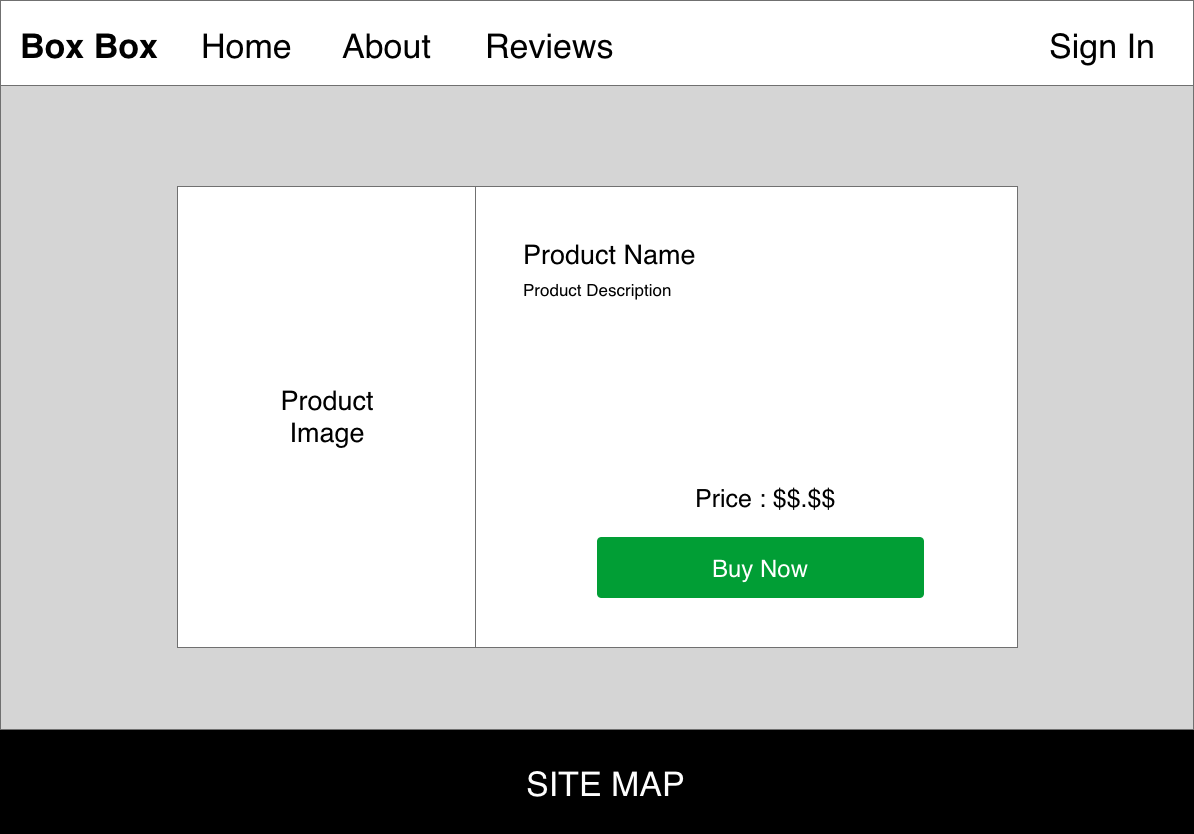 Box Box Home About Reviews Sign In
Product Name
Product Description
Product
Image
Price : $$.$$
Buy Now
SITE MAP